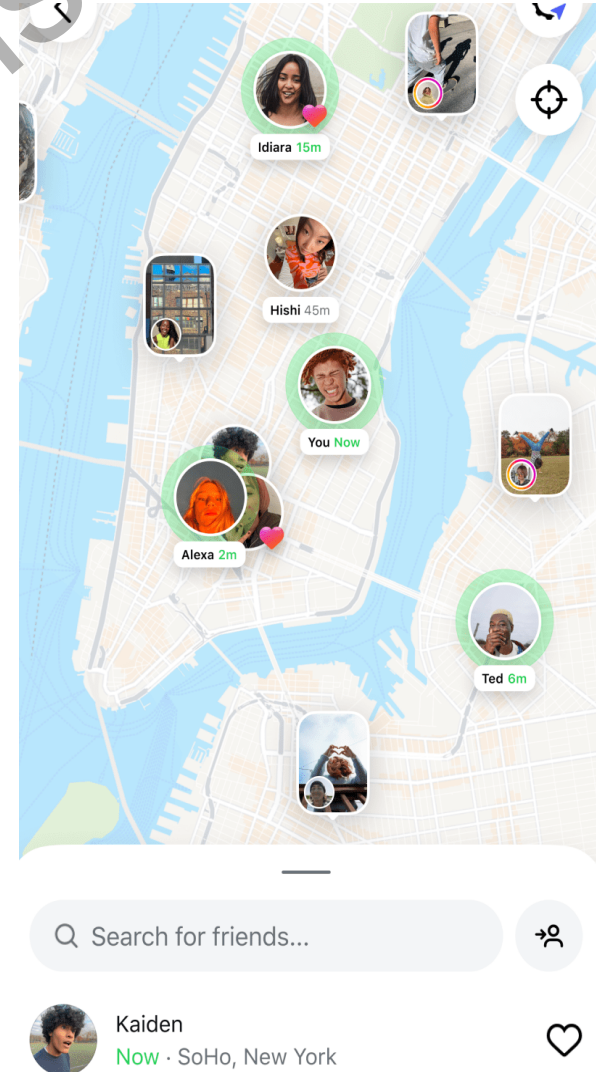 Idiara 15m
Hishi 45m
You Now
Alexa 2m
Ted 6m
Search for friends...
Kaiden
Now · SoHo, New York